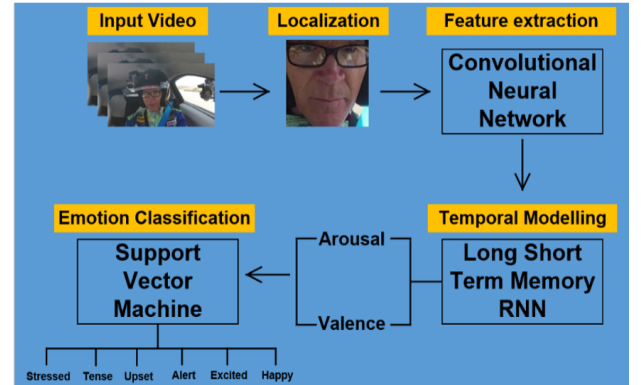 Input Video
Localization
Feature extraction
Convolutional
Neural
Network
Temporal Modelling
Long Short
Term Memory
RNN
Arousal
Valence
Emotion Classification
Support
Vector
Machine
Stressed
Tense
Upset
Alert
Excited
Happy